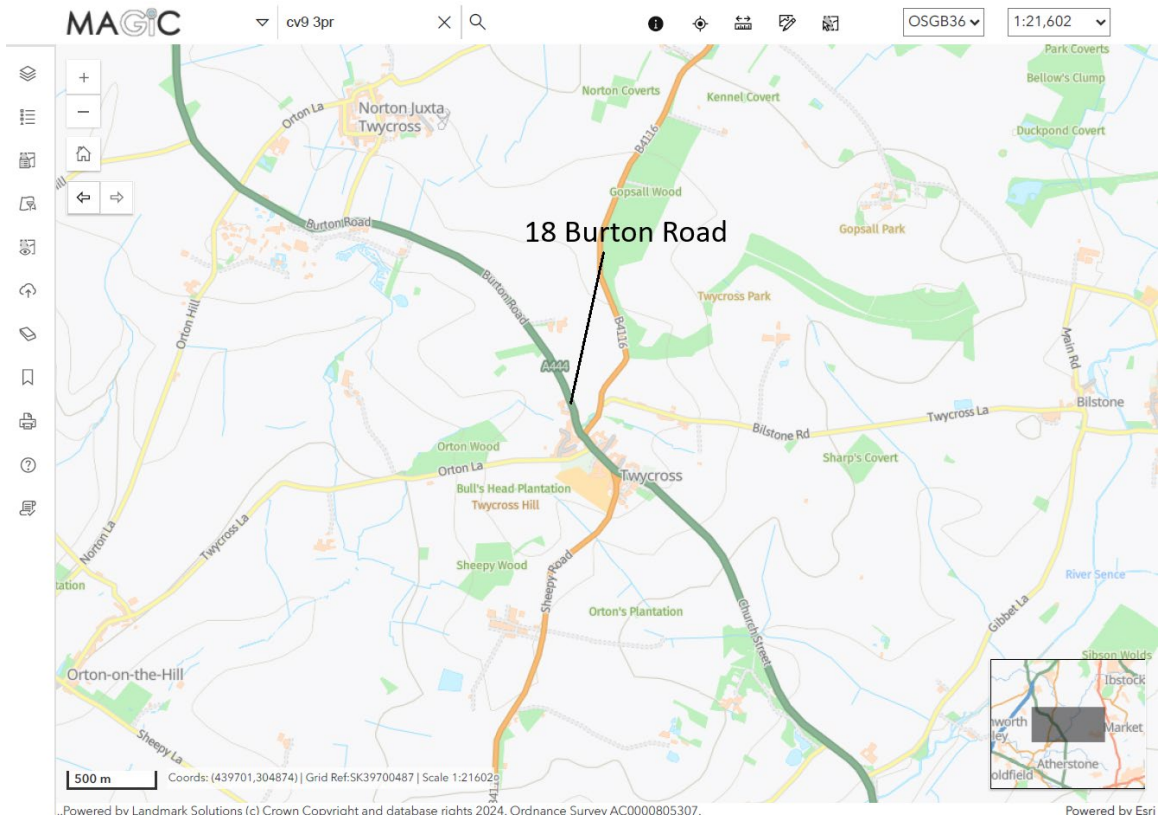 MAGiC
cv9 3pr
OSGB36
1:21,602
Park Coverts
Bellow's Clump
Norton Coverts
Kennel Covert
Orton La
Norton Juxta
Twycross
B4116
Duckpond Covert
Gopsall Wood
Burton Road
18 Burton Road
Gopsall Park
Burton Road
Twycross Park
Orton Hill
B4116
Main Rd
A444
Bilstone
Twycross La
Bilstone Rd
Orton Wood
Orton La
Sharp's Covert
Twycross
Bull's Head Plantation
Twycross Hill
Norton La
Twycross La
Sheepy Wood
Sheepy Road
River Sence
tation
Orton's Plantation
Church Street
Gibbet La
Sibson Wolds
Orton-on-the-Hill
Ibstock
worth
ley
Market
Sheepy La
Atherstone
oldfield
500 m
Coords: (439701,304874) | Grid Ref:SK39700487 | Scale 1:21602
B41
..Powered by Landmark Solutions (c) Crown Copyright and database rights 2024. Ordnance Survey AC0000805307.
Powered by Esri